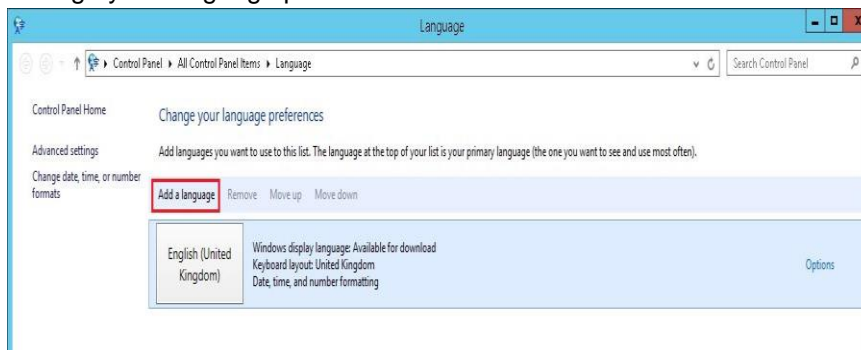 Language
Control Panel ▸ All Control Panel Items ▸ Language
Search Control Panel
Control Panel Home
Change your language preferences
Advanced settings
Add languages you want to use to this list. The language at the top of your list is your primary language (the one you want to see and use most often).
Change date, time, or number
formats
Add a language Remove Move up Move down
English (United
Kingdom)
Windows display language: Available for download
Keyboard layout: United Kingdom
Date, time, and number formatting
Options